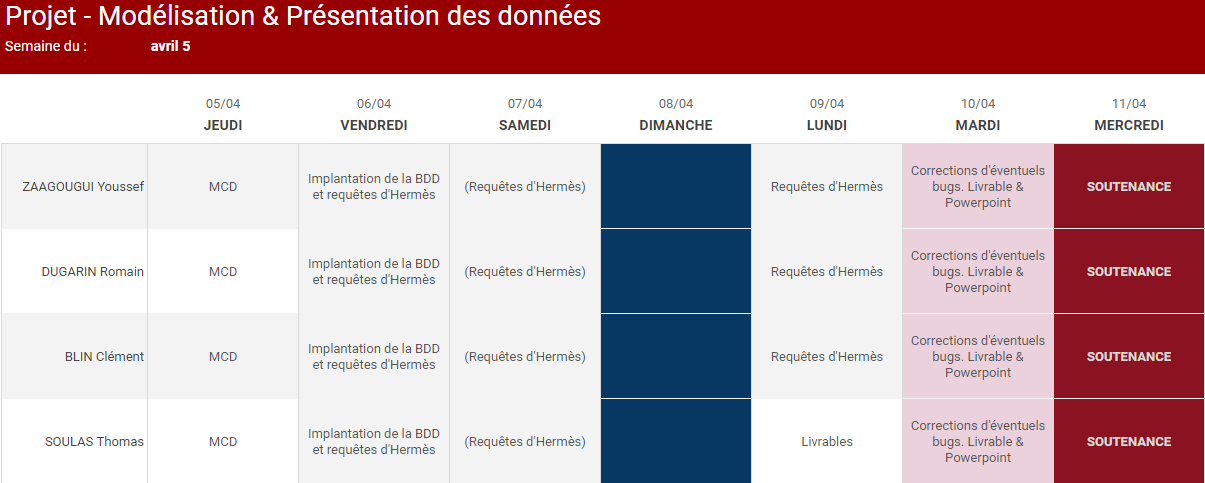 Projet - Modélisation & Présentation des données
Semaine du : avril 5
05/04 06/04 07/04 08/04 09/04 10/04 11/04
JEUDI VENDREDI SAMEDI DIMANCHE LUNDI MARDI MERCREDI
ZAAGOUGUI Youssef
MCD
Implantation de la BDD
et requêtes d'Hermès
(Requêtes d'Hermès)
Requêtes d'Hermès
Corrections d'éventuels
bugs. Livrable &
Powerpoint
SOUTENANCE
DUGARIN Romain
MCD
Implantation de la BDD
et requêtes d'Hermès
(Requêtes d'Hermès)
Requêtes d'Hermès
Corrections d'éventuels
bugs. Livrable &
Powerpoint
SOUTENANCE
BLIN Clément
MCD
Implantation de la BDD
et requêtes d'Hermès
(Requêtes d'Hermès)
Requêtes d'Hermès
Corrections d'éventuels
bugs. Livrable &
Powerpoint
SOUTENANCE
SOULAS Thomas
MCD
Implantation de la BDD
et requêtes d'Hermès
(Requêtes d'Hermès)
Livrables
Corrections d'éventuels
bugs. Livrable &
Powerpoint
SOUTENANCE